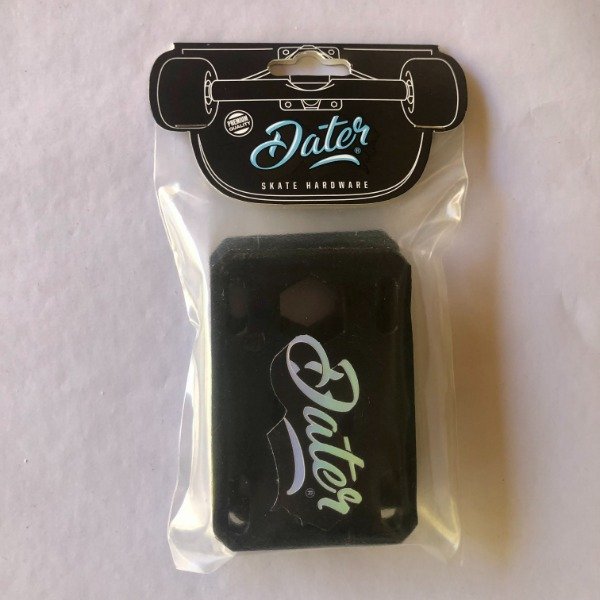 PREMIUM
QUALITY
Dater
®
SKATE HARDWARE
Dater
®